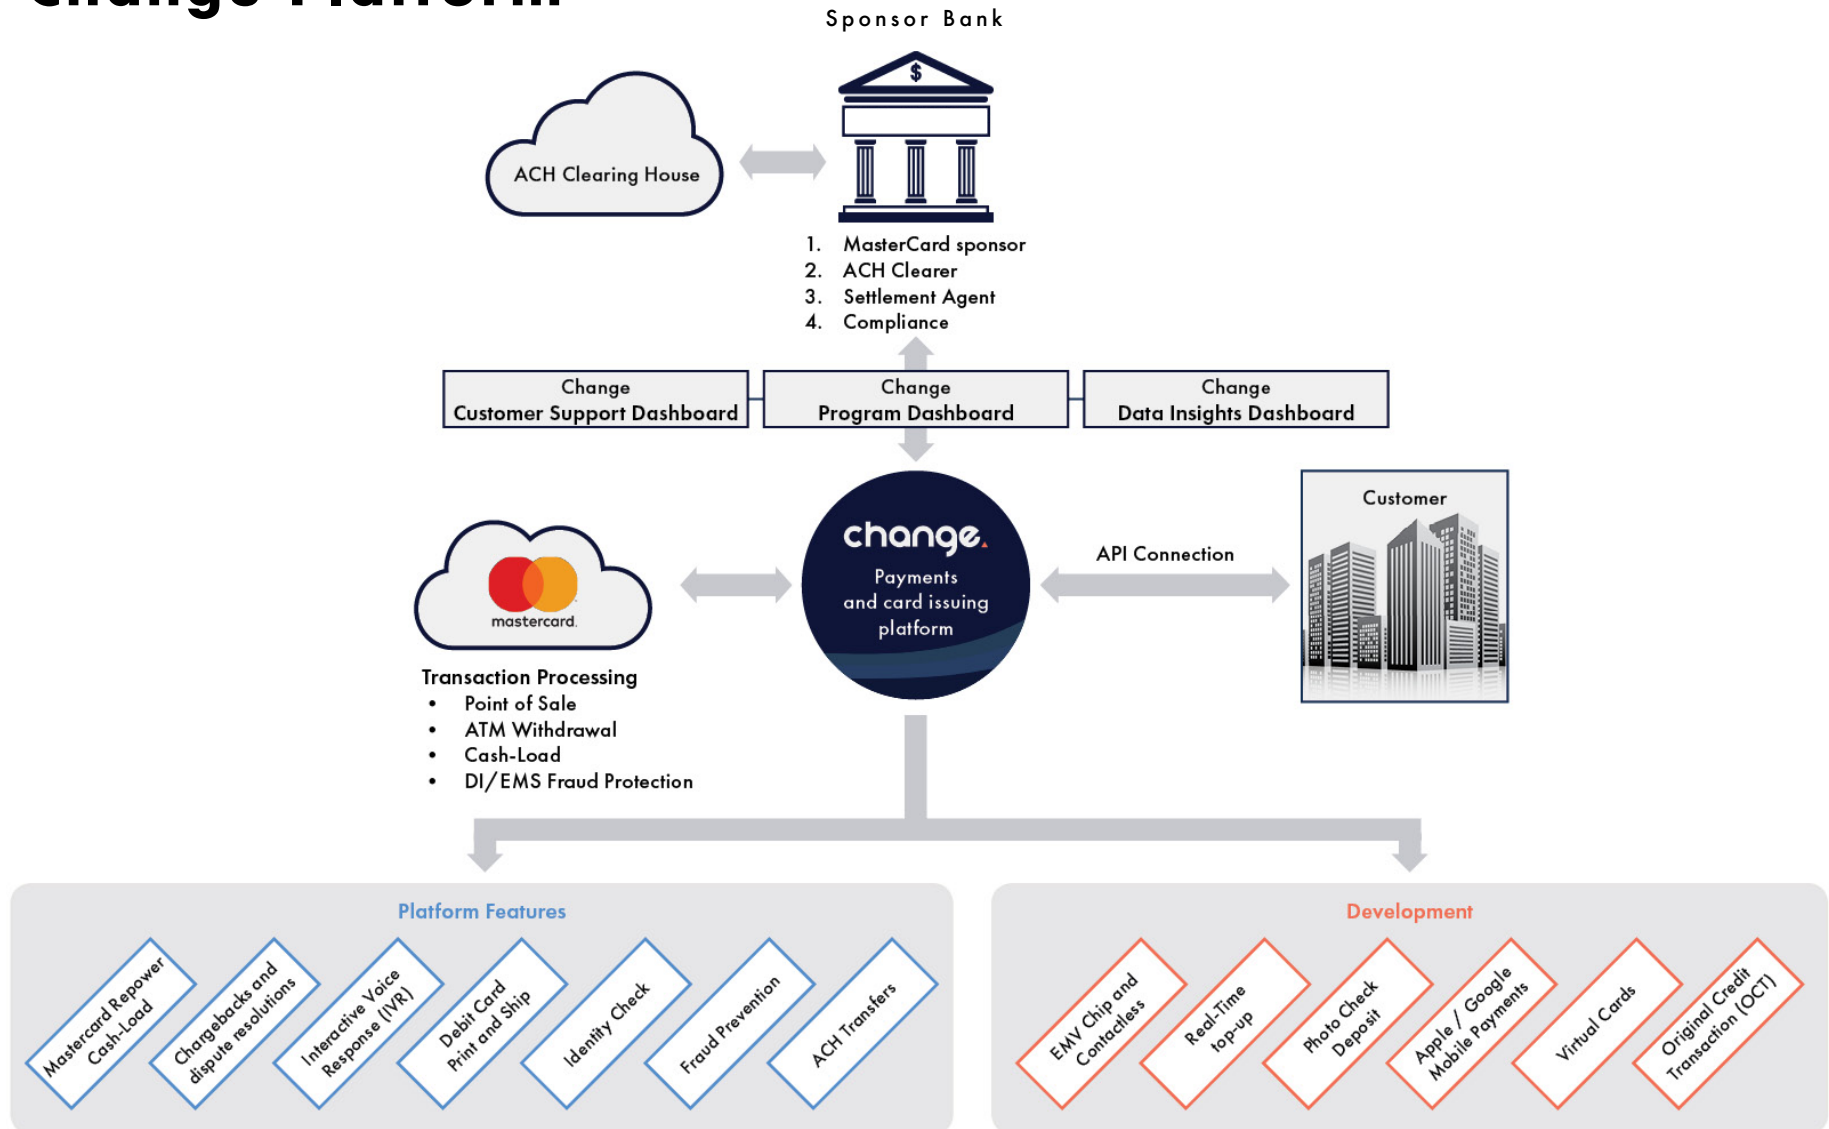 Change Platform
Sponsor Bank
$
ACH Clearing House
1. MasterCard sponsor
2. ACH Clearer
3. Settlement Agent
4. Compliance
Change
Customer Support Dashboard
Change
Program Dashboard
Change
Data Insights Dashboard
mastercard.
change.
Payments
and card issuing
platform
API Connection
Customer
Transaction Processing
• Point of Sale
• ATM Withdrawal
• Cash-Load
• DI/EMS Fraud Protection
Platform Features
Mastercard Repower
Cash-Load
Chargebacks and
dispute resolutions
Interactive Voice
Response (IVR)
Debit Card
Print and Ship
Identity Check
Fraud Prevention
ACH Transfers
Development
EMV Chip and
Contactless
Real-Time
top-up
Photo Check
Deposit
Apple / Google
Mobile Payments
Virtual Cards
Original Credit
Transaction (OCT)